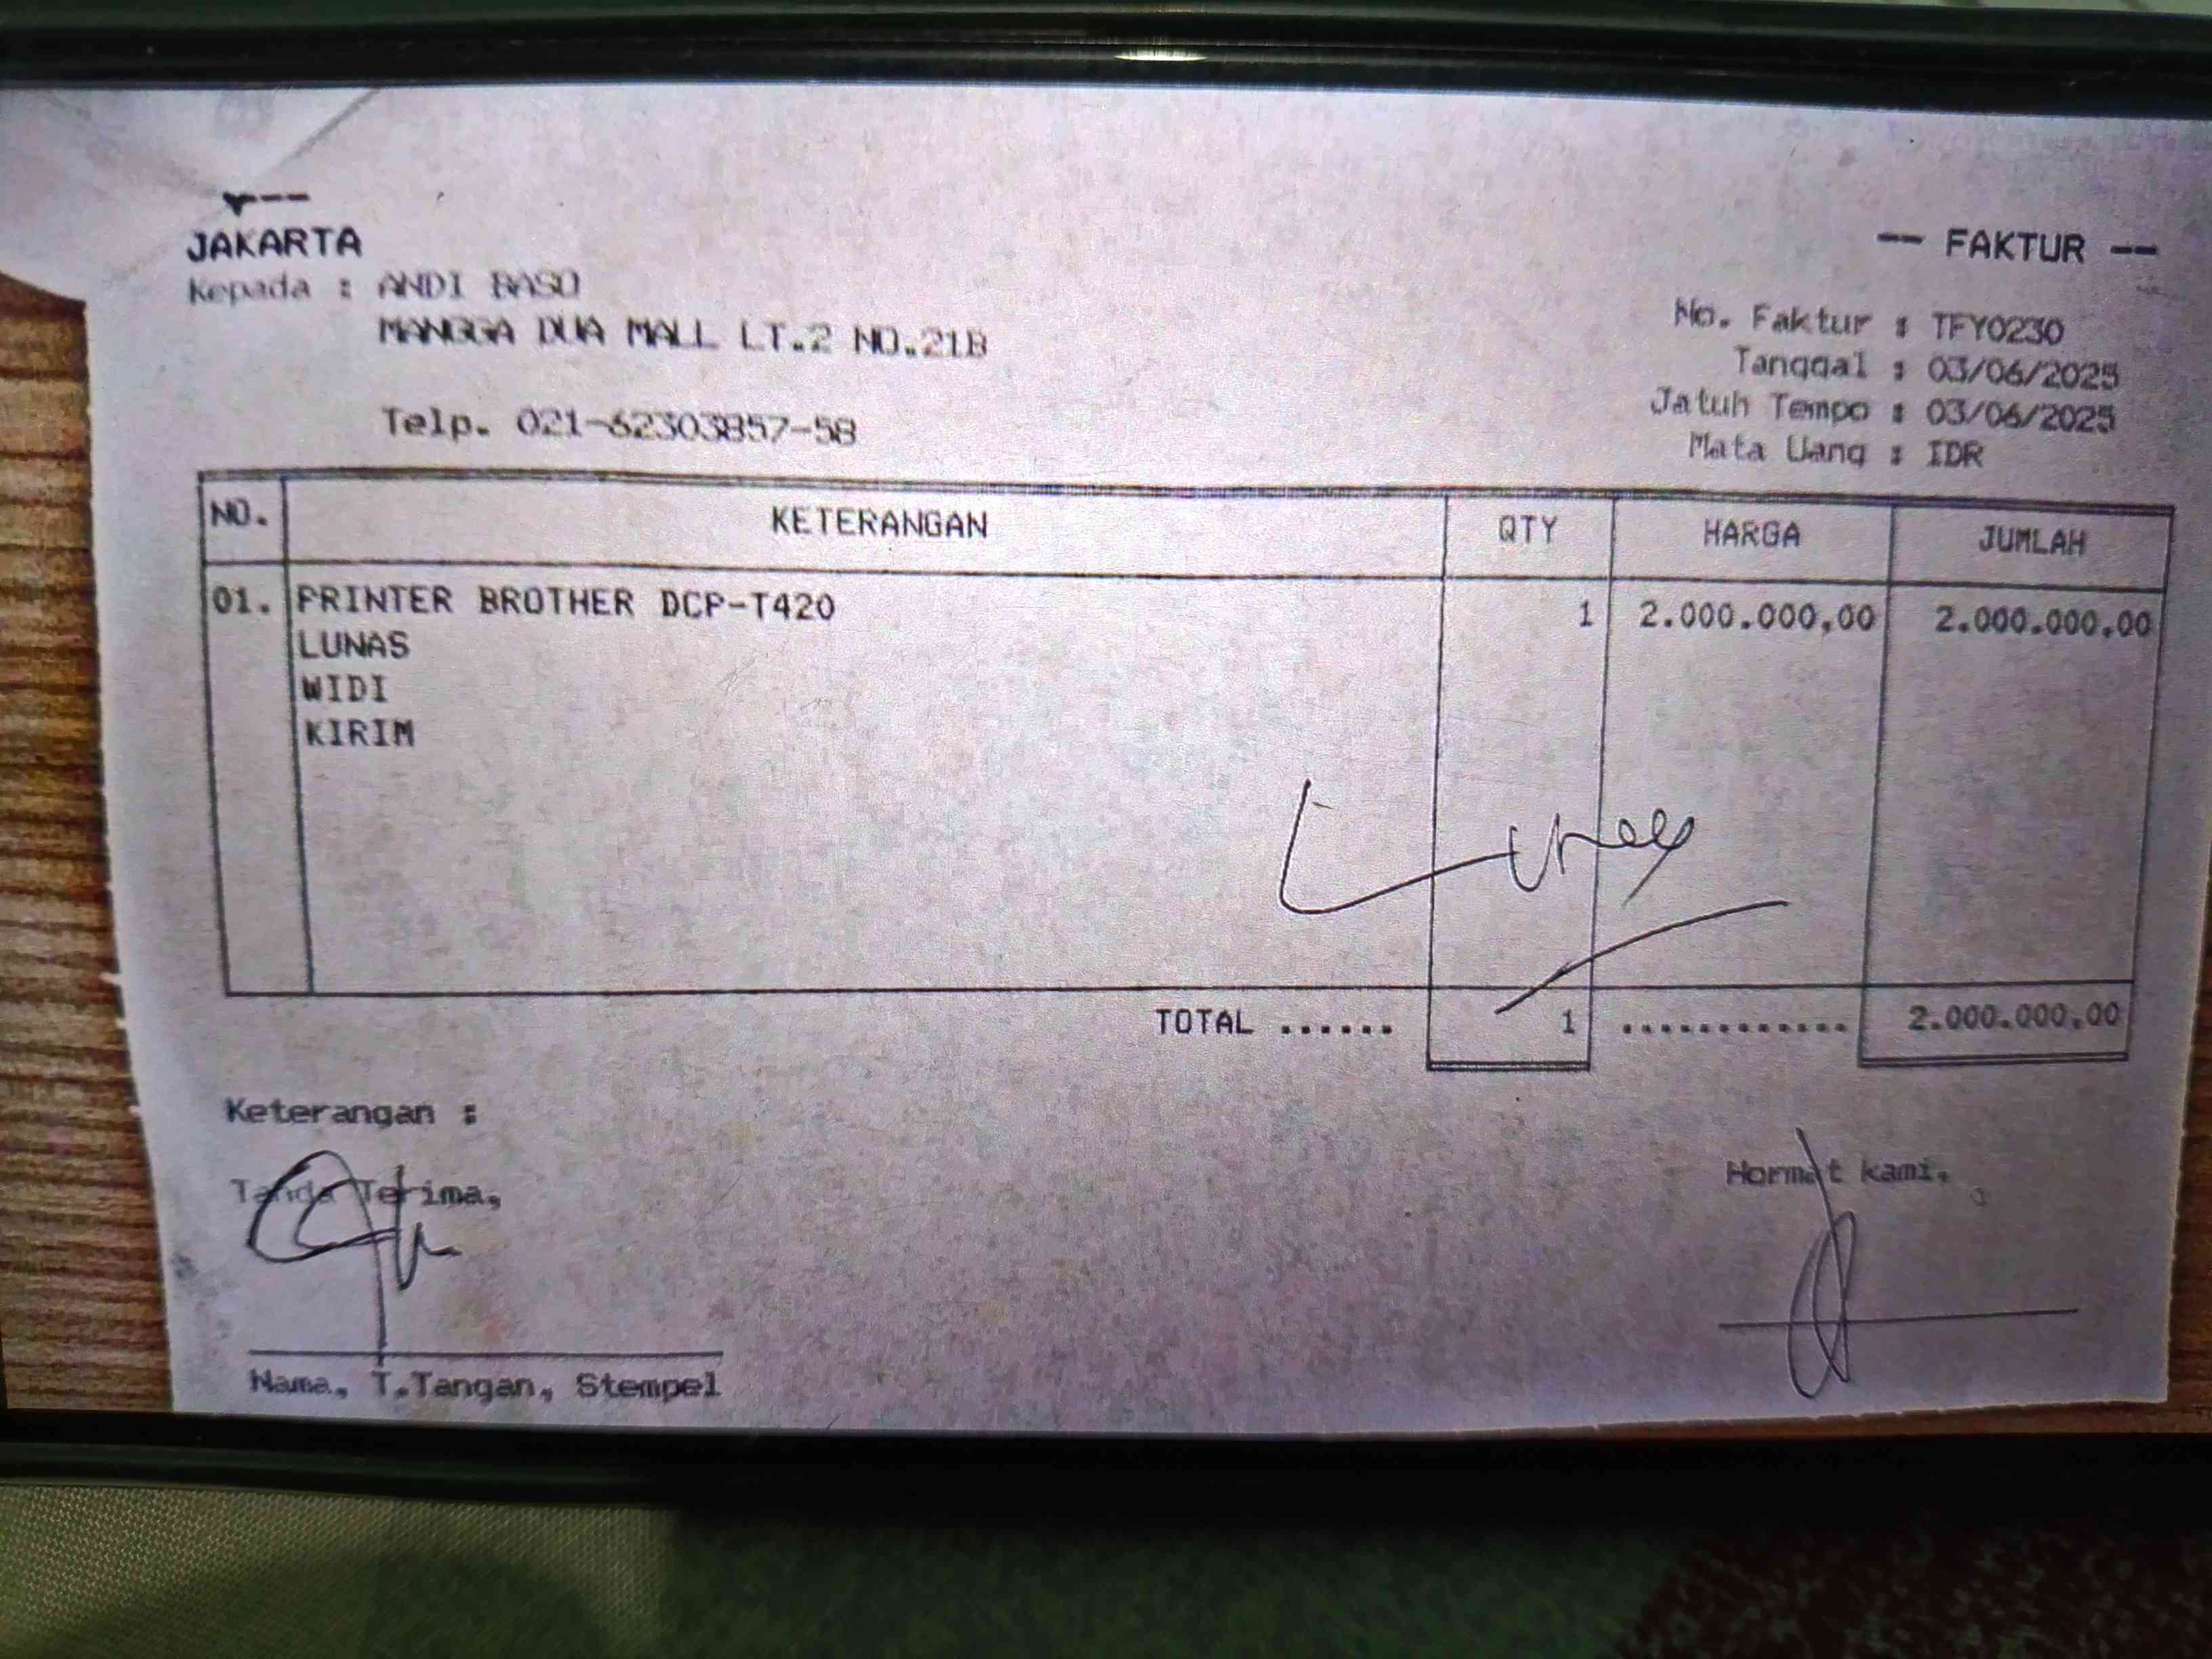 JAKARTA
-- FAKTUR --
Kepada : ANDI BASO
MANGGA DUA MALL LT.2 NO.21B
Telp. 021-62303857-58
No. Faktur : TFY0230
Tanggal : 03/06/2025
Jatuh Tempo : 03/06/2025
Mata Uang : IDR
NO. KETERANGAN QTY HARGA JUMLAH
01. PRINTER BROTHER DCP-T420 1 2.000.000,00 2.000.000,00
LUNAS
WIDI
KIRIM
Lunas
TOTAL ...... 1 ............ 2.000.000,00
Keterangan :
Tanda Terima,
Hormat kami,
Nama, T.Tangan, Stempel